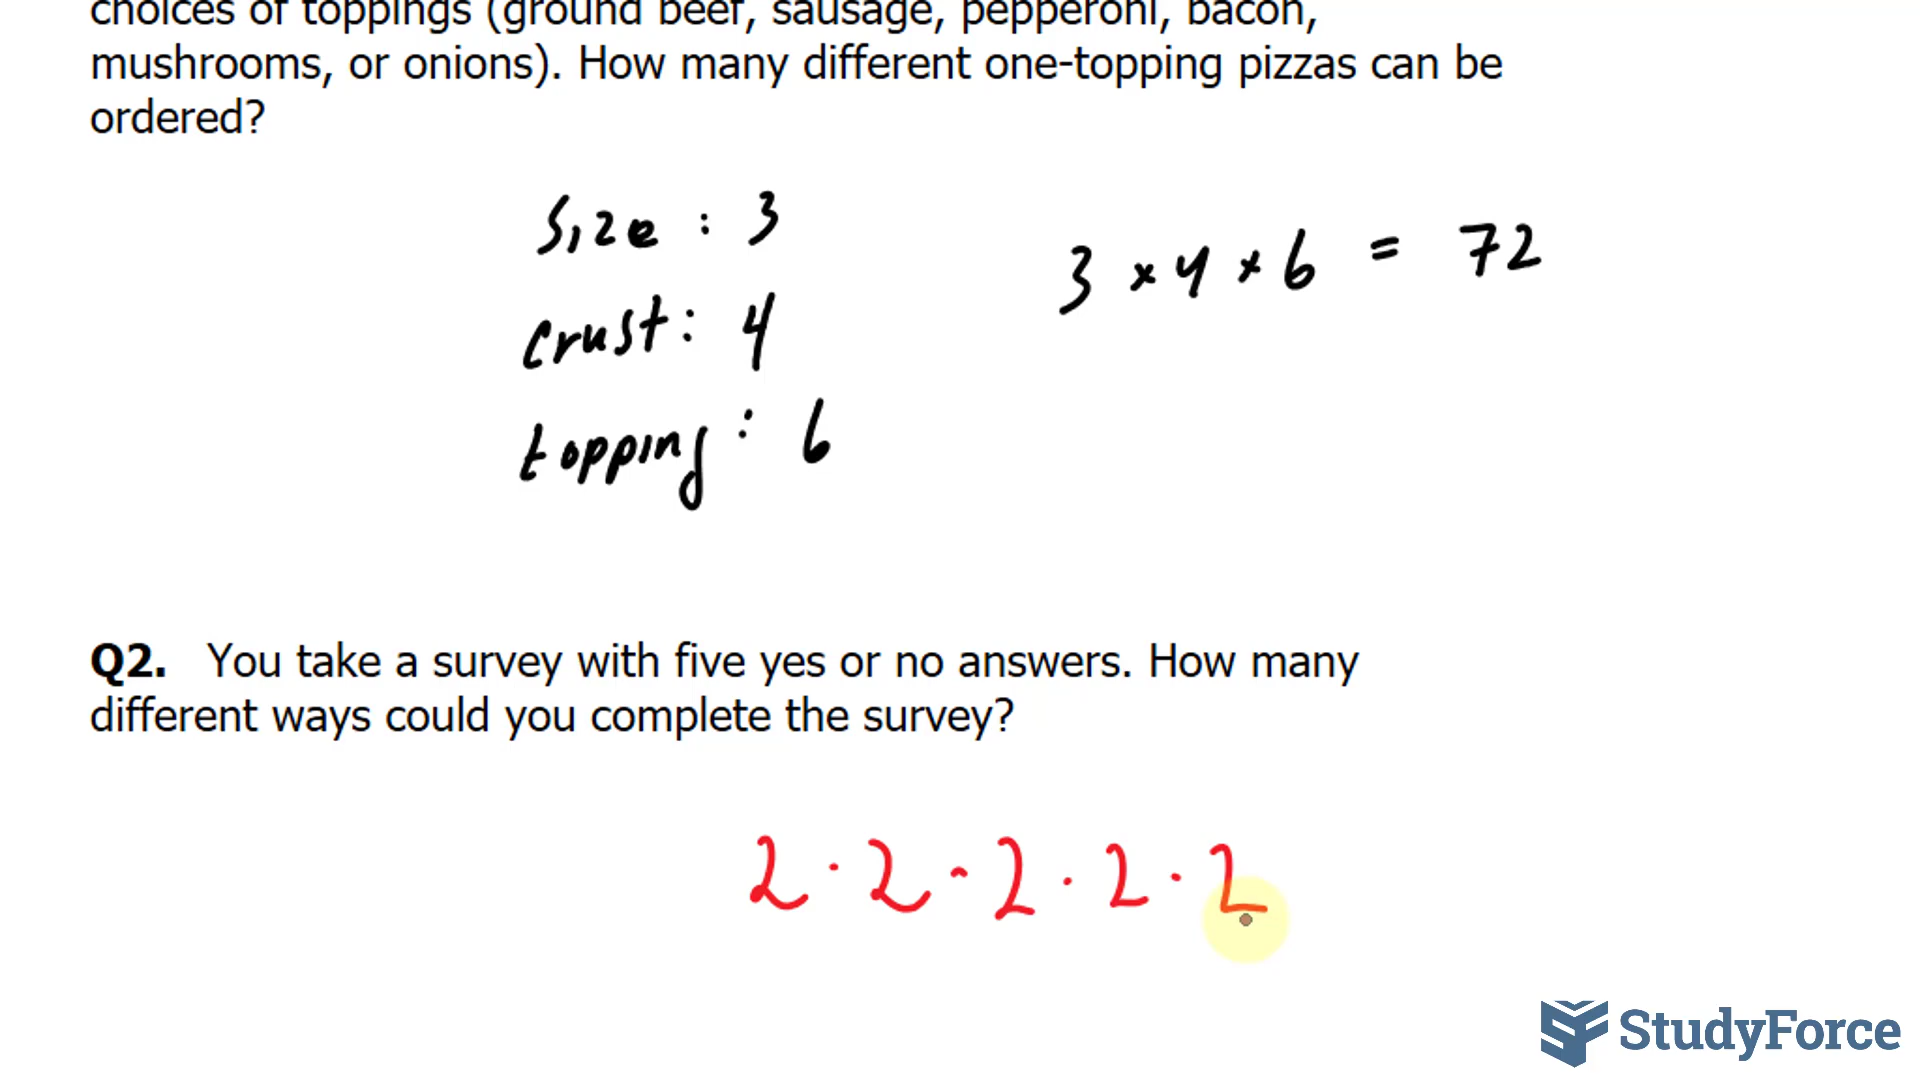 choices of toppings (ground beef, sausage, pepperoni, bacon,
mushrooms, or onions). How many different one-topping pizzas can be
ordered?
Size : 3
3 × 4 × 6 = 72
crust: 4
topping : 6
Q2. You take a survey with five yes or no answers. How many
different ways could you complete the survey?
2 · 2 · 2 · 2 · 2
StudyForce